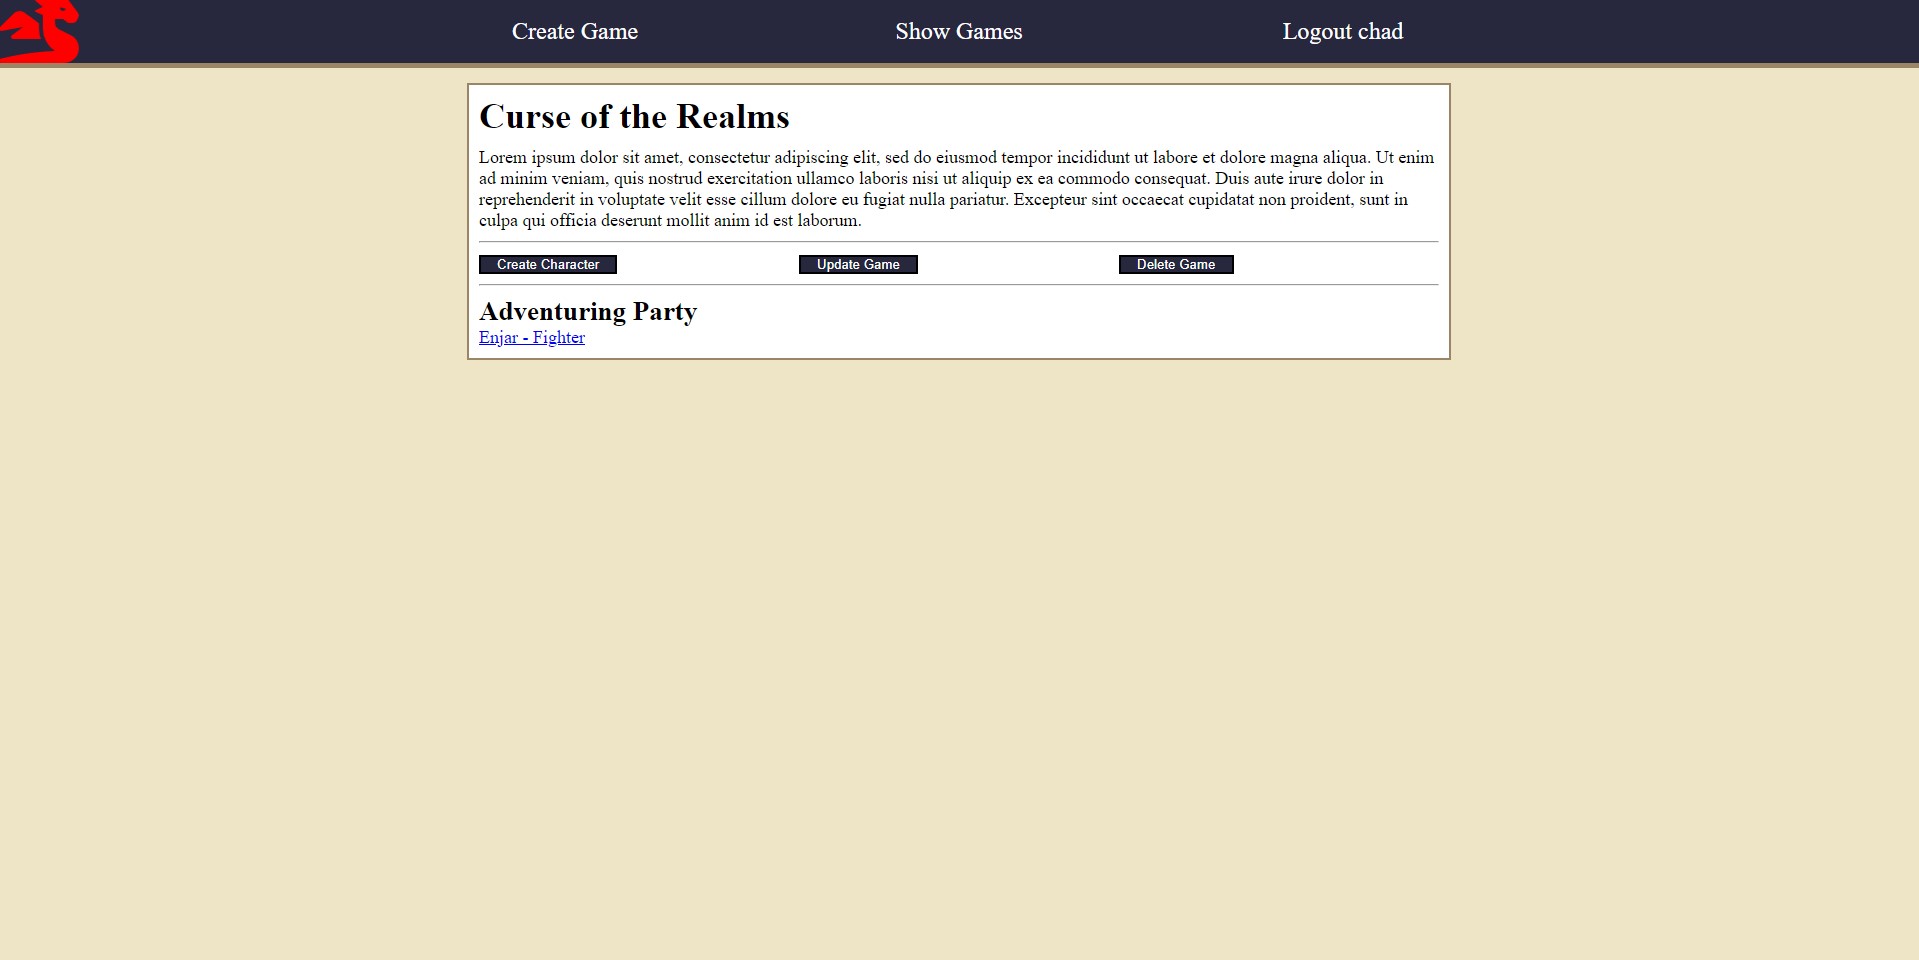 Create Game
Show Games
Logout chad
Curse of the Realms
Lorem ipsum dolor sit amet, consectetur adipiscing elit, sed do eiusmod tempor incididunt ut labore et dolore magna aliqua. Ut enim
ad minim veniam, quis nostrud exercitation ullamco laboris nisi ut aliquip ex ea commodo consequat. Duis aute irure dolor in
reprehenderit in voluptate velit esse cillum dolore eu fugiat nulla pariatur. Excepteur sint occaecat cupidatat non proident, sunt in
culpa qui officia deserunt mollit anim id est laborum.
Create Character
Update Game
Delete Game
Adventuring Party
Enjar - Fighter